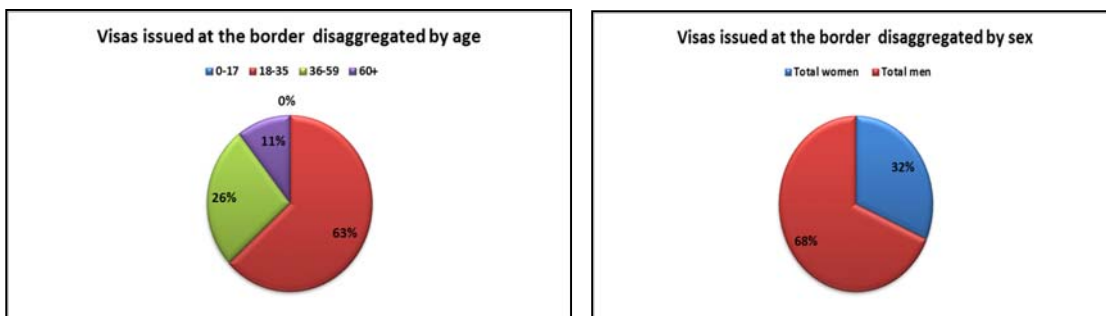 Visas issued at the border disaggregated by age
0-17 18-35 36-59 60+
0%
11%
26%
63%
Visas issued at the border disaggregated by sex
Total women Total men
32%
68%